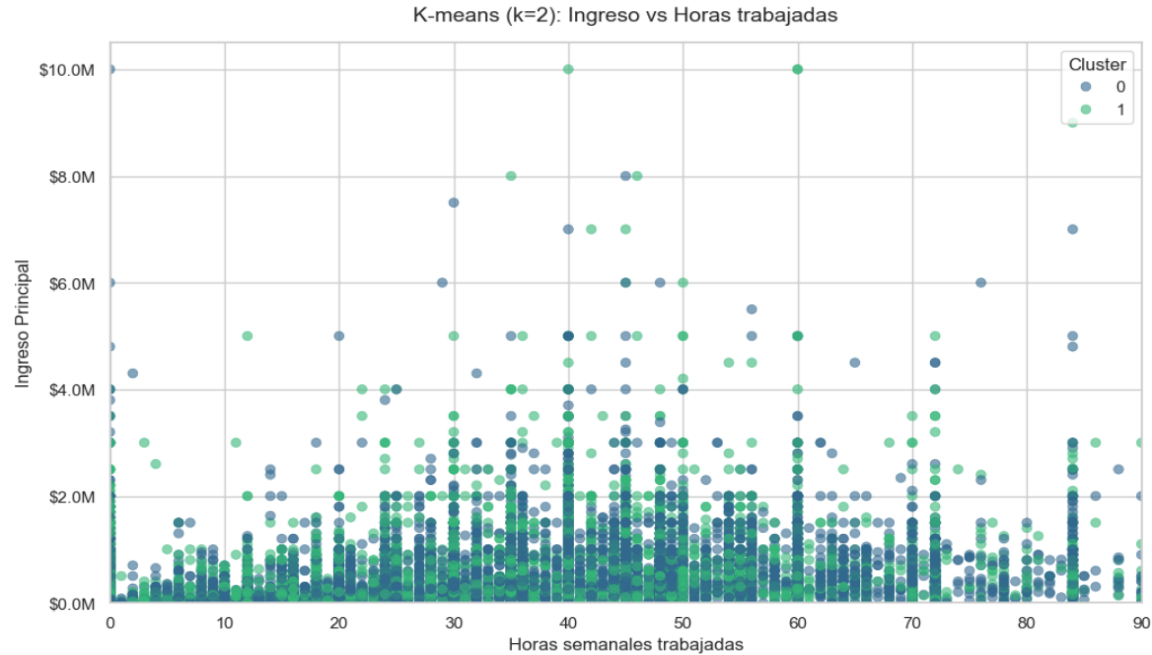 K-means (k=2): Ingreso vs Horas trabajadas
Cluster
0
1
Ingreso Principal
$10.0M
$8.0M
$6.0M
$4.0M
$2.0M
$0.0M
0 10 20 30 40 50 60 70 80 90
Horas semanales trabajadas